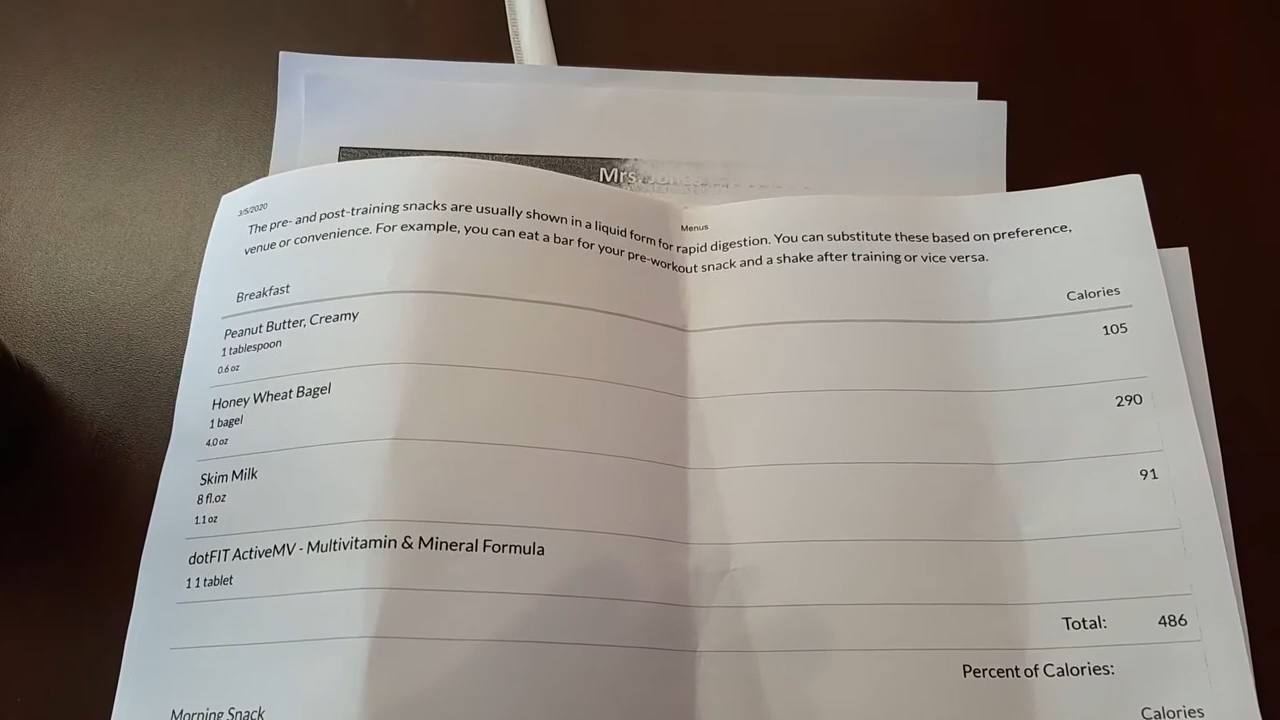 Mrs.
3/5/2020
Menus
The pre- and post-training snacks are usually shown in a liquid form for rapid digestion. You can substitute these based on preference,
venue or convenience. For example, you can eat a bar for your pre-workout snack and a shake after training or vice versa.
Breakfast Calories
Peanut Butter, Creamy 105
1 tablespoon
0.6 oz
Honey Wheat Bagel 290
1 bagel
4.0 oz
Skim Milk 91
8 fl.oz
1.1 oz
dotFIT ActiveMV - Multivitamin & Mineral Formula
1 1 tablet
Total: 486
Percent of Calories:
Morning Snack Calories